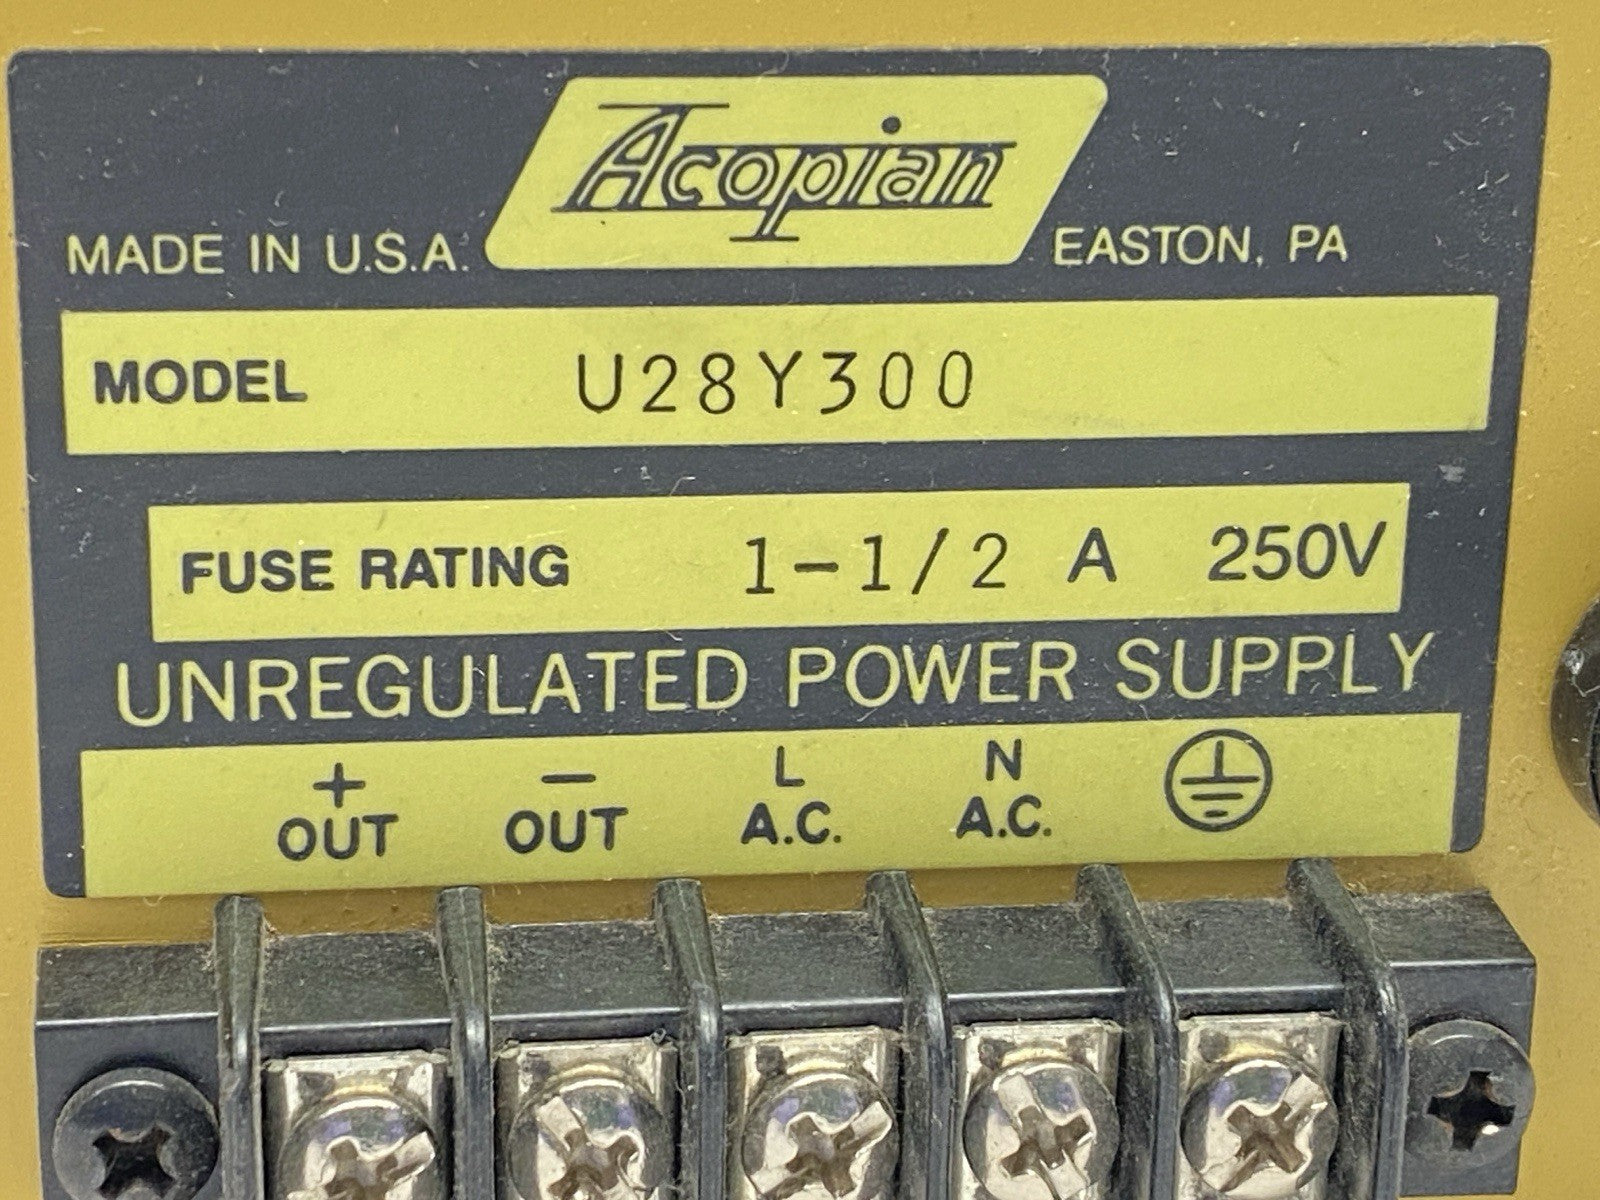 Acopian
MADE IN U.S.A. EASTON, PA
MODEL U28Y300
FUSE RATING 1-1/2 A 250V
UNREGULATED POWER SUPPLY
+ − L N
OUT OUT A.C. A.C.